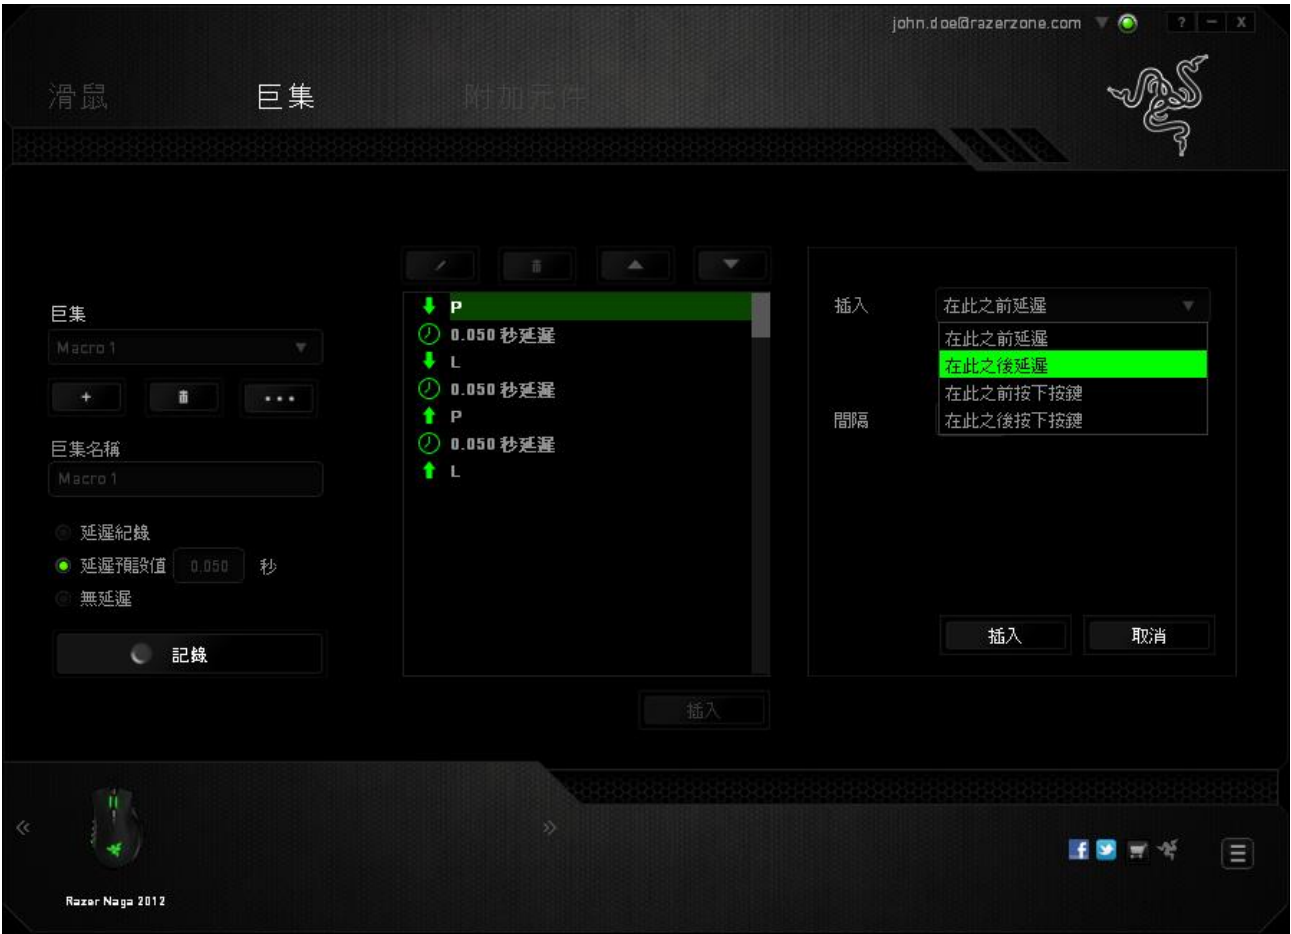 john.doe@razerzone.com
? - X
滑鼠
巨集
附加元件
巨集
Macro 1
巨集名稱
Macro 1
延遲紀錄
延遲預設值 0.050 秒
無延遲
記錄
P
0.050 秒延遲
L
0.050 秒延遲
P
0.050 秒延遲
L
插入
插入
在此之前延遲
在此之前延遲
在此之後延遲
在此之前按下按鍵
在此之後按下按鍵
間隔
插入
取消
Razer Naga 2012